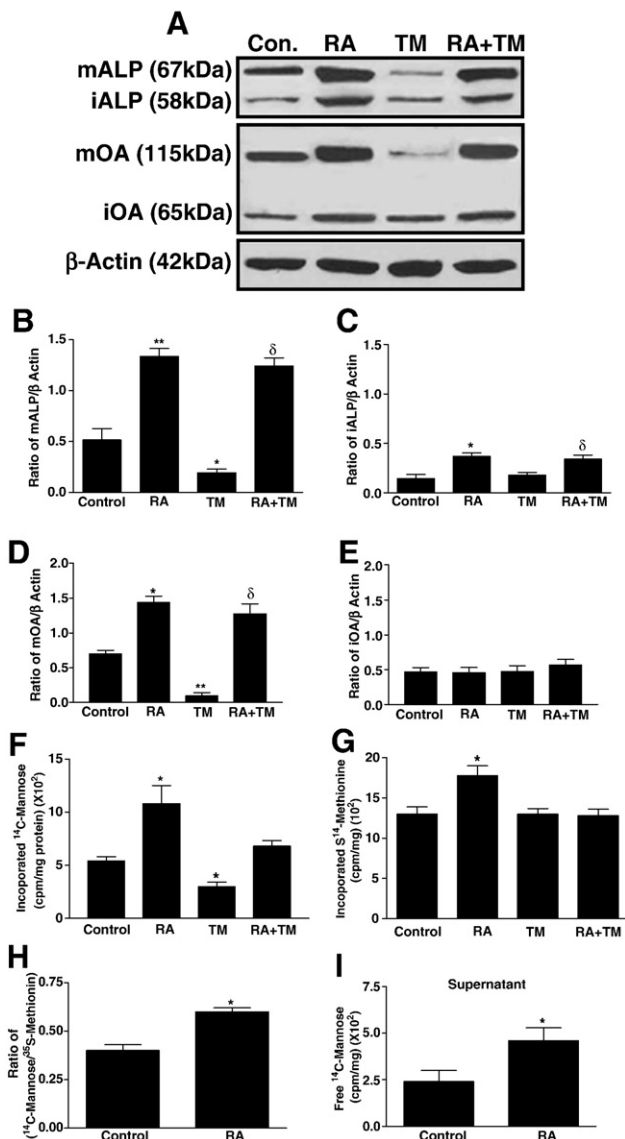 A
Con. RA TM RA+TM
mALP (67kDa)
iALP (58kDa)
mOA (115kDa)
iOA (65kDa)
β-Actin (42kDa)
B
Ratio of mALP/β Actin
1.5
1.0
0.5
0.0
**
*
δ
Control RA TM RA+TM
C
Ratio of iALP/β Actin
1.5
1.0
0.5
0.0
*
δ
Control RA TM RA+TM
D
Ratio of mOA/β Actin
2.0
1.5
1.0
0.5
0.0
*
**
δ
Control RA TM RA+TM
E
Ratio of iOA/β Actin
2.0
1.5
1.0
0.5
0.0
Control RA TM RA+TM
F
Incoporated ¹⁴C-Mannose
(cpm/mg protein) (X10²)
15
10
5
0
*
*
Control RA TM RA+TM
G
Incoporated S¹⁴-Methionine
(cpm/mg) (10²)
20
15
10
5
0
*
Control RA TM RA+TM
H
Ratio of
(¹⁴C-Mannose/³⁵S-Methionin)
0.75
0.50
0.25
0.00
*
Control RA
I
Supernatant
Free ¹⁴C-Mannose
(cpm/mg) (X10²)
7.5
5.0
2.5
0.0
*
Control RA